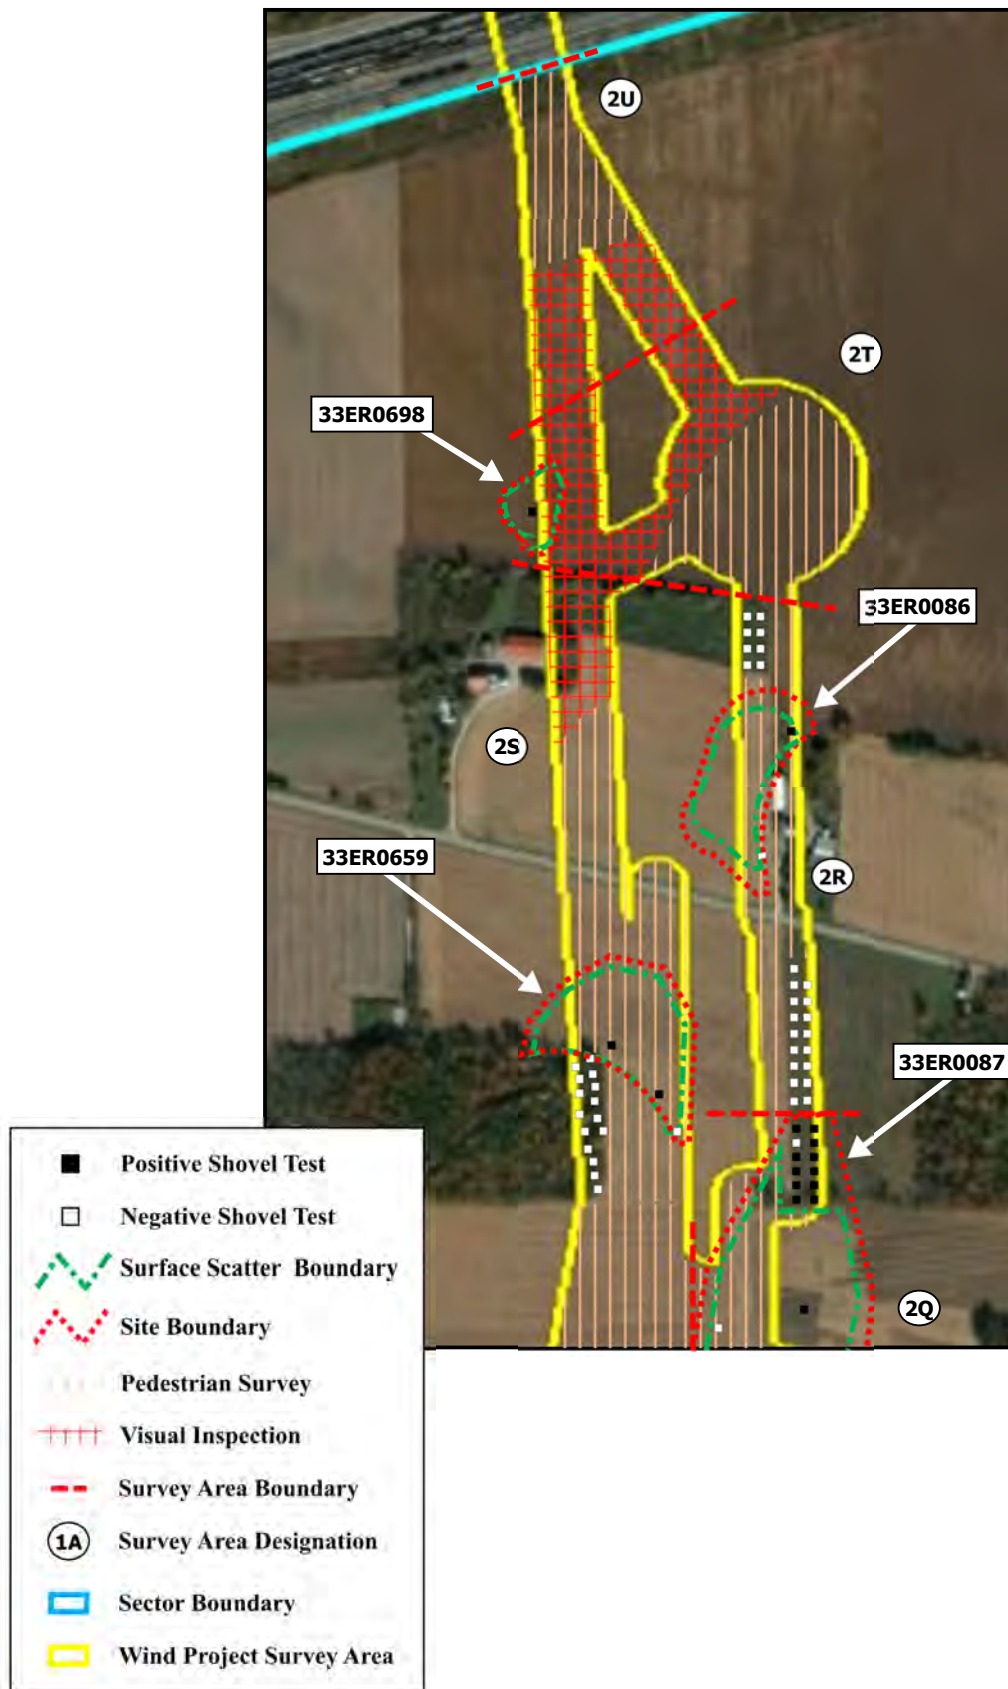 2U
2T
33ER0698
33ER0086
2S
33ER0659
2R
33ER0087
2Q
Positive Shovel Test
Negative Shovel Test
Surface Scatter Boundary
Site Boundary
Pedestrian Survey
Visual Inspection
Survey Area Boundary
1A Survey Area Designation
Sector Boundary
Wind Project Survey Area